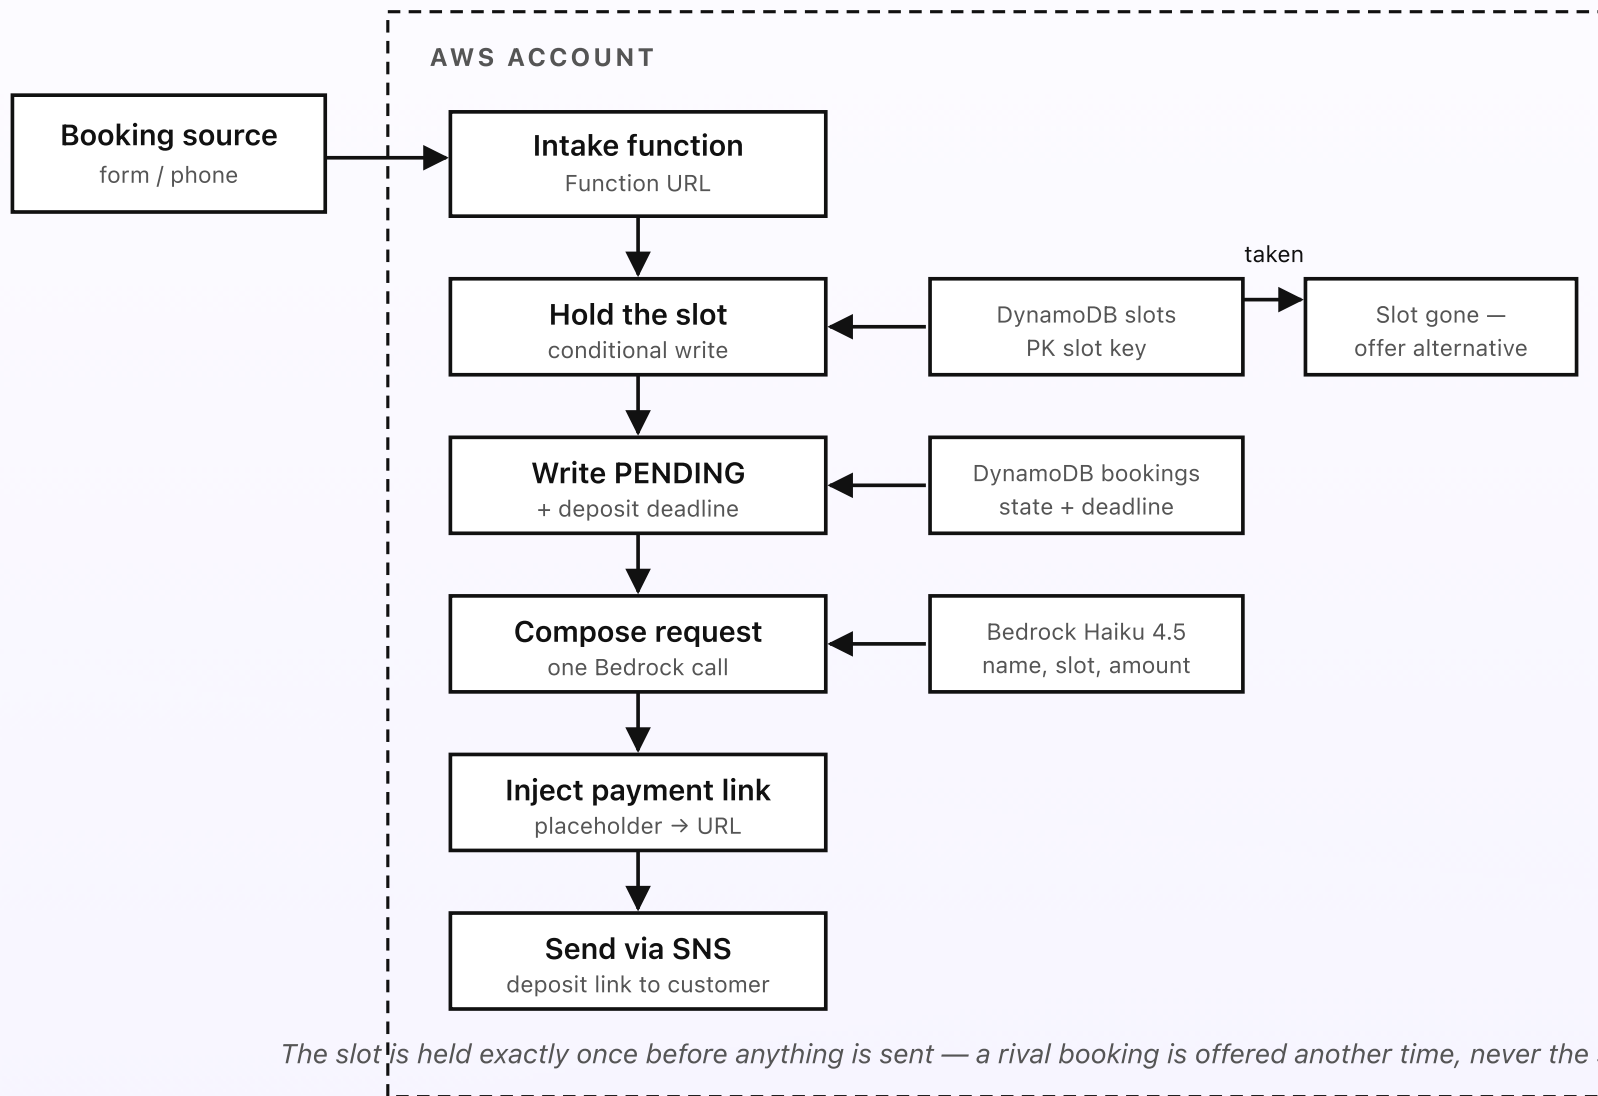 AWS ACCOUNT
Booking source
form / phone
Intake function
Function URL
taken
Hold the slot
conditional write
DynamoDB slots
PK slot key
Slot gone —
offer alternative
Write PENDING
+ deposit deadline
DynamoDB bookings
state + deadline
Compose request
one Bedrock call
Bedrock Haiku 4.5
name, slot, amount
Inject payment link
placeholder → URL
Send via SNS
deposit link to customer
The slot is held exactly once before anything is sent — a rival booking is offered another time, never the